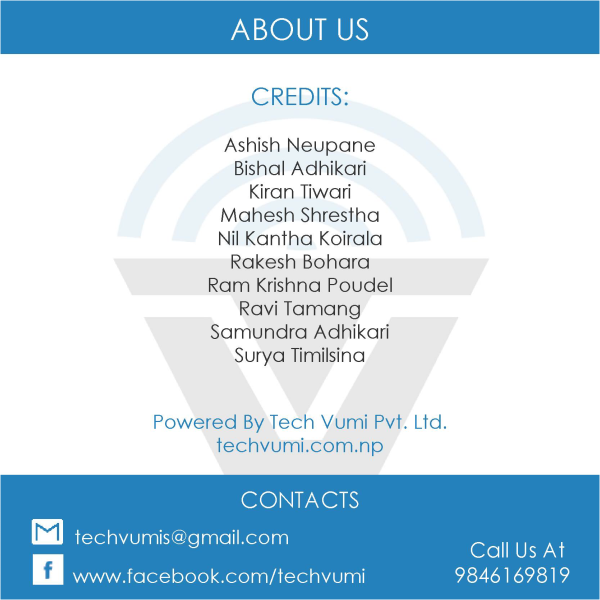 ABOUT US
CREDITS:
Ashish Neupane
Bishal Adhikari
Kiran Tiwari
Mahesh Shrestha
Nil Kantha Koirala
Rakesh Bohara
Ram Krishna Poudel
Ravi Tamang
Samundra Adhikari
Surya Timilsina
Powered By Tech Vumi Pvt. Ltd.
techvumi.com.np
CONTACTS
techvumis@gmail.com
www.facebook.com/techvumi
Call Us At
9846169819